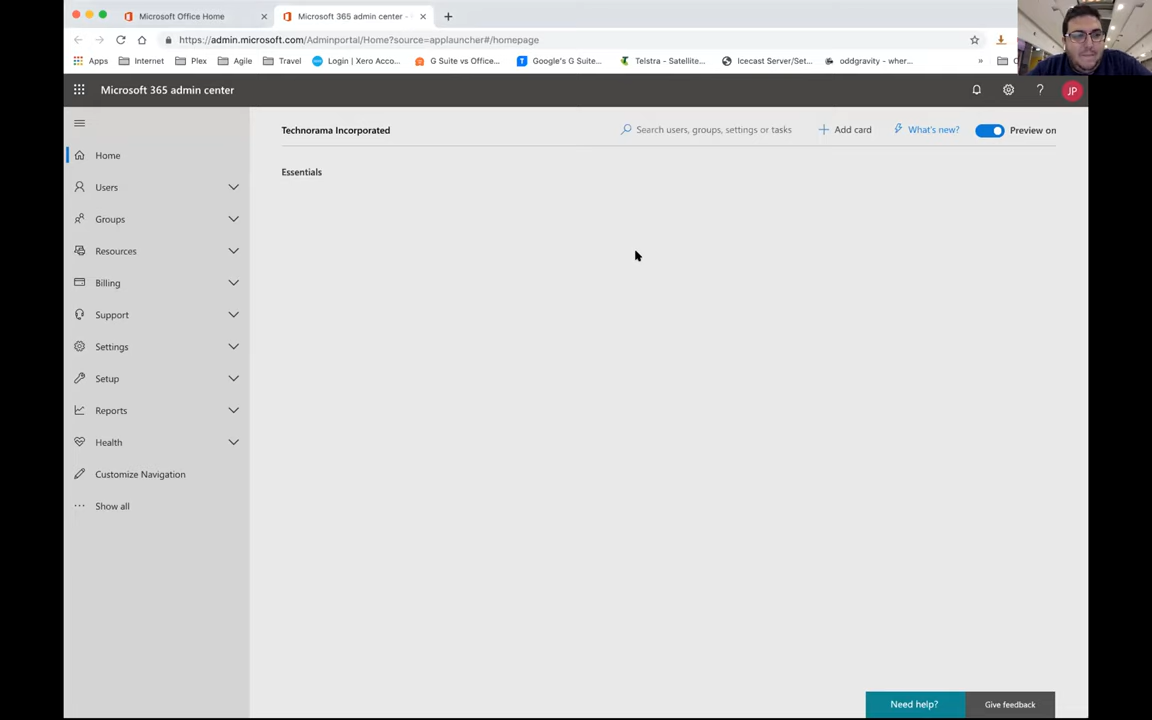 Microsoft Office Home
Microsoft 365 admin center -
https://admin.microsoft.com/Adminportal/Home?source=applauncher#/homepage
Apps Internet Plex Agile Travel Login | Xero Acco... G Suite vs Office... Google's G Suite... Telstra - Satellite... Icecast Server/Set... oddgravity - wher... »
Microsoft 365 admin center ? JP
Technorama Incorporated Search users, groups, settings or tasks Add card What's new? Preview on
Home
Essentials
Users
Groups
Resources
Billing
Support
Settings
Setup
Reports
Health
Customize Navigation
Show all
Need help? Give feedback